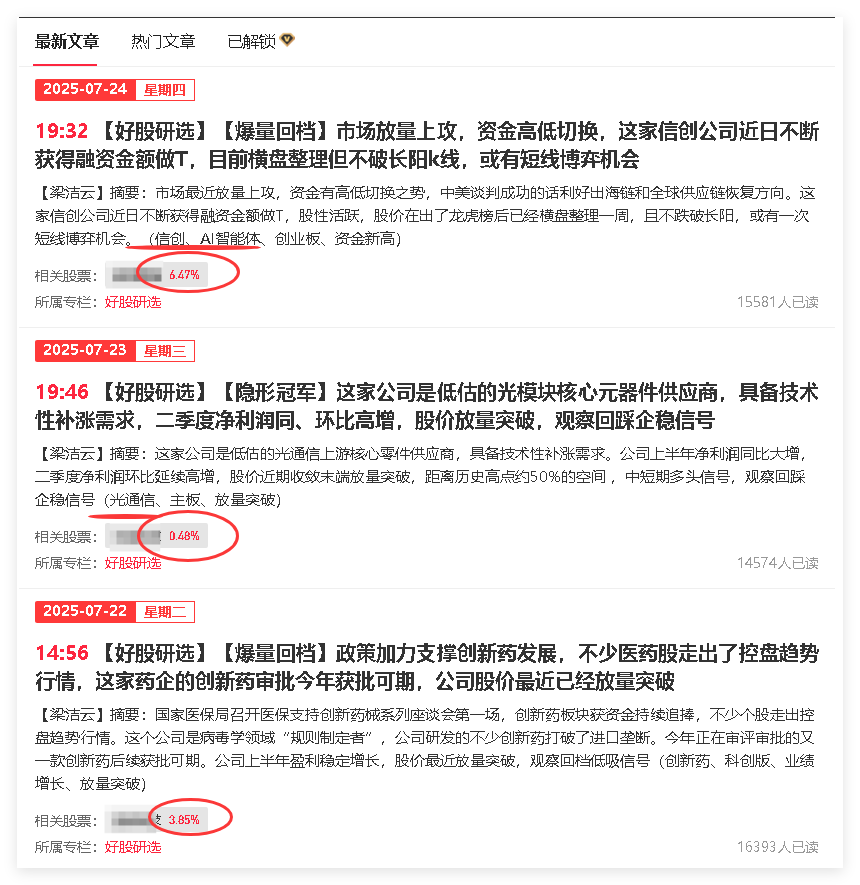 最新文章 热门文章 已解锁
2025-07-24 星期四
19:32 【好股研选】【爆量回档】市场放量上攻，资金高低切换，这家信创公司近日不断
获得融资金额做T，目前横盘整理但不破长阳k线，或有短线博弈机会
【梁洁云】摘要：市场最近放量上攻，资金有高低切换之势，中美谈判成功的话利好出海链和全球供应链恢复方向。这
家信创公司近日不断获得融资金额做T，股性活跃，股价在出了龙虎榜后已经横盘整理一周，且不跌破长阳，或有一次
短线博弈机会。（信创、AI智能体、创业板、资金新高）
相关股票： 6.47%
所属专栏：好股研选 15581人已读
2025-07-23 星期三
19:46 【好股研选】【隐形冠军】这家公司是低估的光模块核心元器件供应商，具备技术
性补涨需求，二季度净利润同、环比高增，股价放量突破，观察回踩企稳信号
【梁洁云】摘要：这家公司是低估的光通信上游核心零件供应商，具备技术性补涨需求。公司上半年净利润同比大增，
二季度净利润环比延续高增，股价近期收敛末端放量突破，距离历史高点约50%的空间 ，中短期多头信号，观察回踩
企稳信号（光通信、主板、放量突破）
相关股票： 0.48%
所属专栏：好股研选 14574人已读
2025-07-22 星期二
14:56 【好股研选】【爆量回档】政策加力支撑创新药发展，不少医药股走出了控盘趋势
行情，这家药企的创新药审批今年获批可期，公司股价最近已经放量突破
【梁洁云】摘要：国家医保局召开医保支持创新药械系列座谈会第一场，创新药板块获资金持续追捧，不少个股走出控
盘趋势行情。这个公司是病毒学领域“规则制定者”，公司研发的不少创新药打破了进口垄断。今年正在审评审批的又
一款创新药后续获批可期。公司上半年盈利稳定增长，股价最近放量突破，观察回档低吸信号（创新药、科创版、业绩
增长、放量突破）
相关股票： 3.85%
所属专栏：好股研选 16393人已读